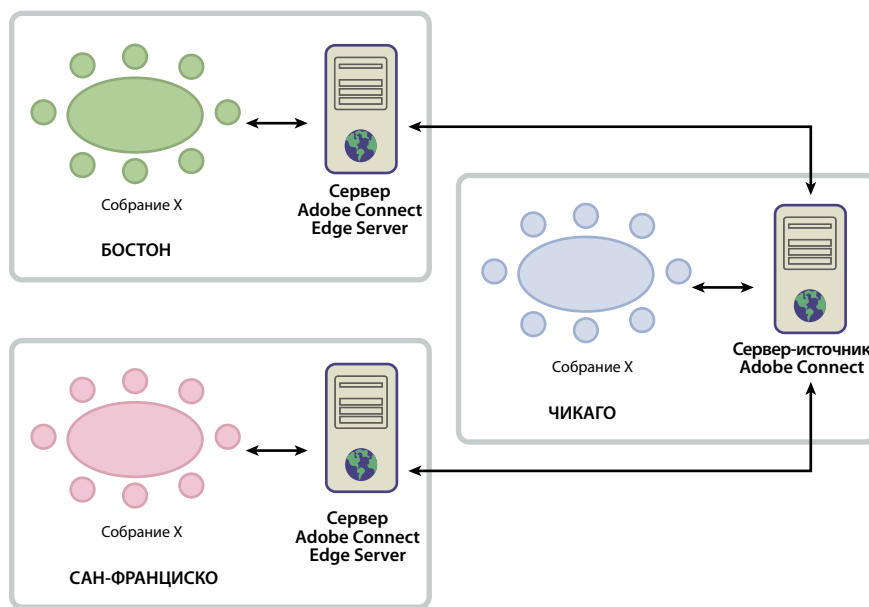 Собрание X
Сервер
Adobe Connect
Edge Server
БОСТОН
Собрание X
Сервер-источник
Adobe Connect
ЧИКАГО
Собрание X
Сервер
Adobe Connect
Edge Server
САН-ФРАНЦИСКО